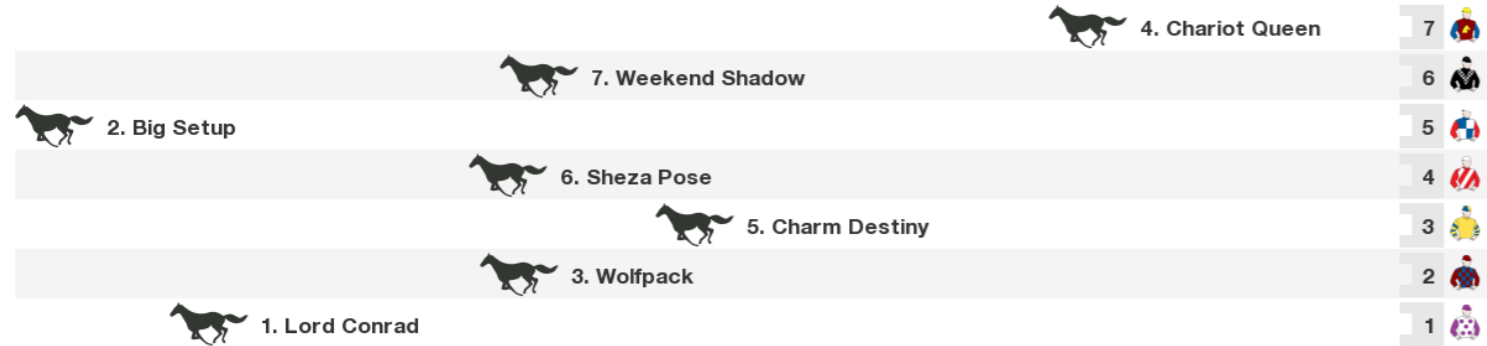 4. Chariot Queen 7
7. Weekend Shadow 6
2. Big Setup 5
6. Sheza Pose 4
5. Charm Destiny 3
3. Wolfpack 2
1. Lord Conrad 1